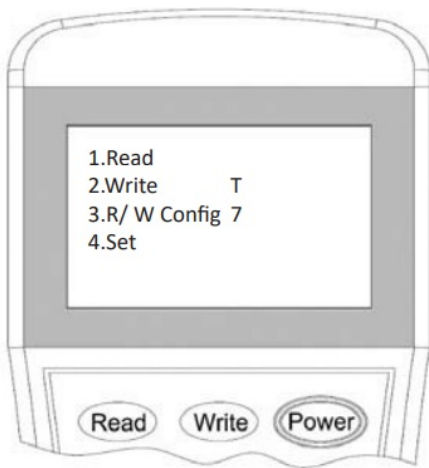 1.Read
2.Write T
3.R/ W Config 7
4.Set
Read Write Power